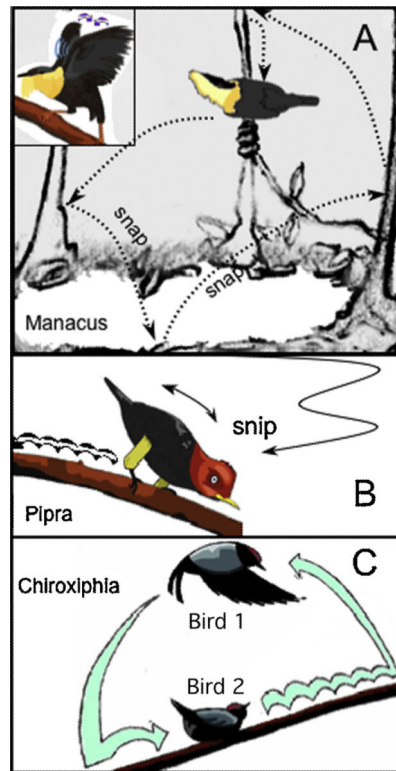 A
snap
snap
Manacus
snip
Pipra
B
C
Chiroxiphia
Bird 1
Bird 2